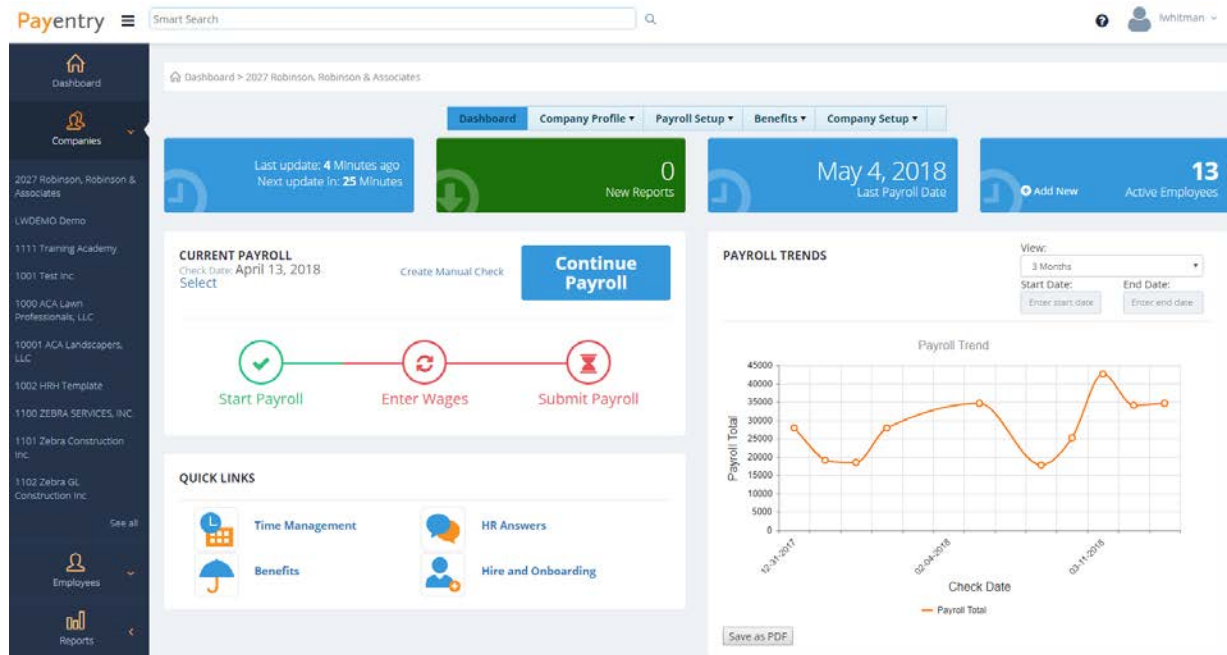 Payentry
Smart Search
lwhitman
Dashboard
Companies
2027 Robinson, Robinson &
Associates
LWDEMO Demo
1111 Training Academy
1001 Test Inc
1000 ACA Lawn
Professionals, LLC
10001 ACA Landscapers,
LLC
1002 HRH Template
1100 ZEBRA SERVICES, INC.
1101 Zebra Construction
Inc.
1102 Zebra GL
Construction Inc
See all
Employees
Reports
Dashboard > 2027 Robinson, Robinson & Associates
Dashboard Company Profile Payroll Setup Benefits Company Setup
Last update: 4 Minutes ago
Next update in: 25 Minutes
0
New Reports
May 4, 2018
Last Payroll Date
Add New
13
Active Employees
CURRENT PAYROLL
Check Date: April 13, 2018
Select
Create Manual Check
Continue
Payroll
Start Payroll
Enter Wages
Submit Payroll
QUICK LINKS
Time Management
HR Answers
Benefits
Hire and Onboarding
PAYROLL TRENDS
View:
3 Months
Start Date: End Date:
Enter start date Enter end date
Payroll Trend
Payroll Total
45000
40000
35000
30000
25000
20000
15000
10000
5000
0
12-31-2017
02-04-2018
03-11-2018
Check Date
Payroll Total
Save as PDF